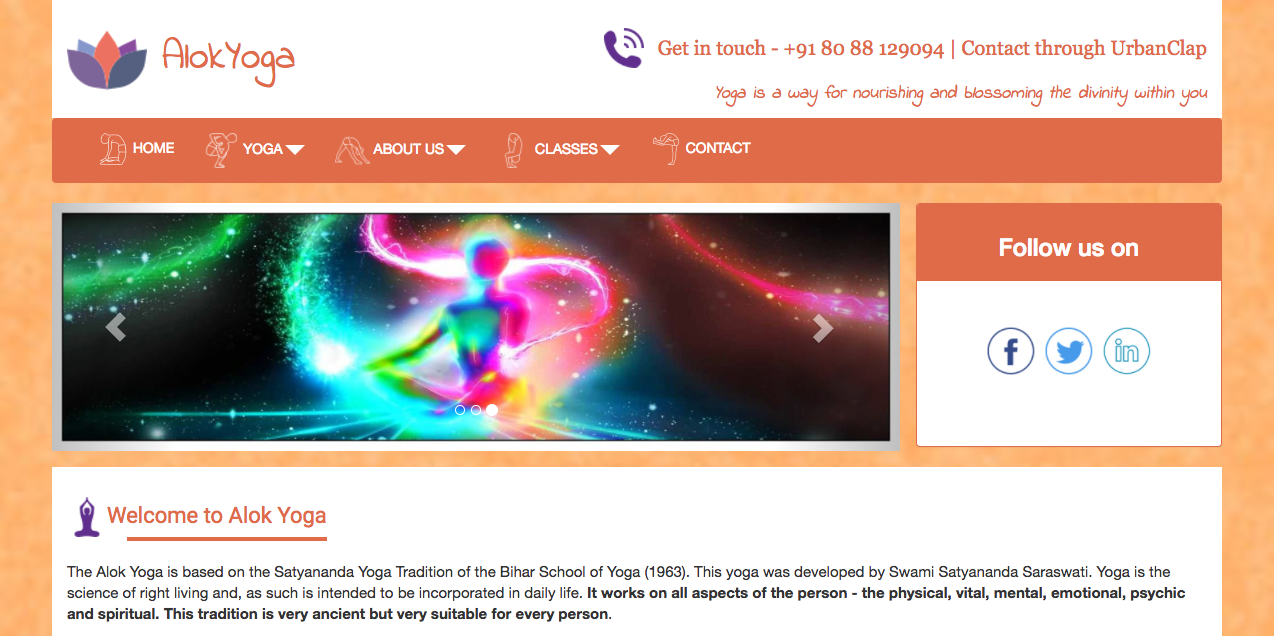 AlokYoga
Get in touch - +91 80 88 129094 | Contact through UrbanClap
Yoga is a way for nourishing and blossoming the divinity within you
HOME YOGA ABOUT US CLASSES CONTACT
Follow us on
f in
Welcome to Alok Yoga
The Alok Yoga is based on the Satyananda Yoga Tradition of the Bihar School of Yoga (1963). This yoga was developed by Swami Satyananda Saraswati. Yoga is the
science of right living and, as such is intended to be incorporated in daily life. It works on all aspects of the person - the physical, vital, mental, emotional, psychic
and spiritual. This tradition is very ancient but very suitable for every person.